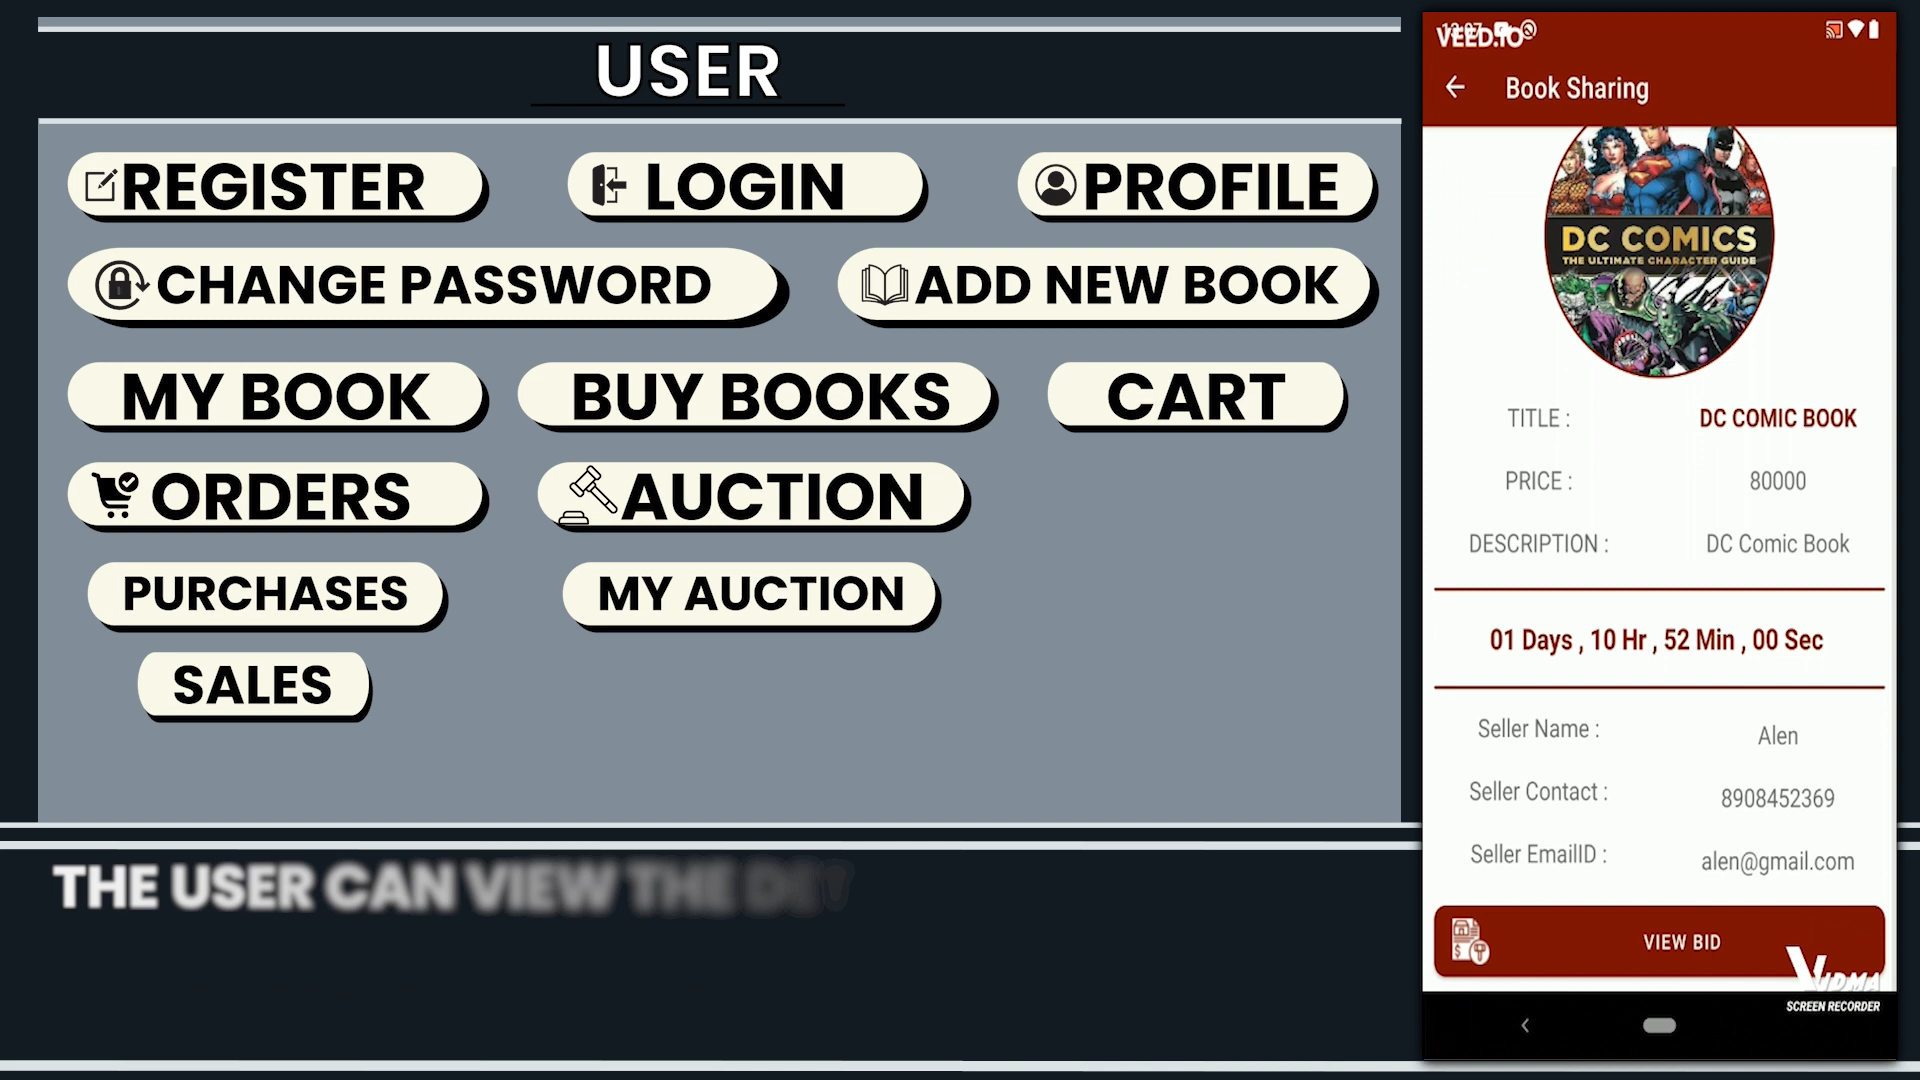 USER
REGISTER
LOGIN
PROFILE
CHANGE PASSWORD
ADD NEW BOOK
MY BOOK
BUY BOOKS
CART
ORDERS
AUCTION
PURCHASES
MY AUCTION
SALES
THE USER CAN VIEW THE
VEED.IO
Book Sharing
DC COMICS
THE ULTIMATE CHARACTER GUIDE
TITLE : DC COMIC BOOK
PRICE : 80000
DESCRIPTION : DC Comic Book
01 Days , 10 Hr , 52 Min , 00 Sec
Seller Name : Alen
Seller Contact : 8908452369
Seller EmailID : alen@gmail.com
VIEW BID
VIDMA
SCREEN RECORDER